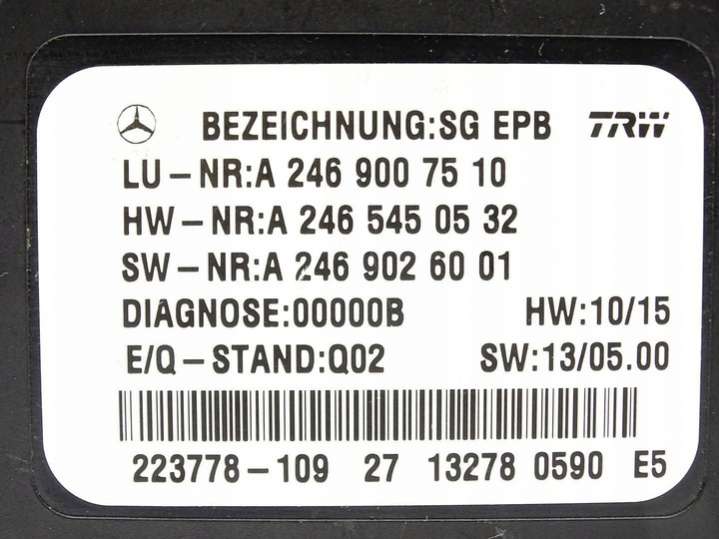 BEZEICHNUNG:SG EPB TRW
LU-NR:A 246 900 75 10
HW-NR:A 246 545 05 32
SW-NR:A 246 902 60 01
DIAGNOSE:00000B HW:10/15
E/Q-STAND:Q02 SW:13/05.00
223778-109 27 13278 0590 E5